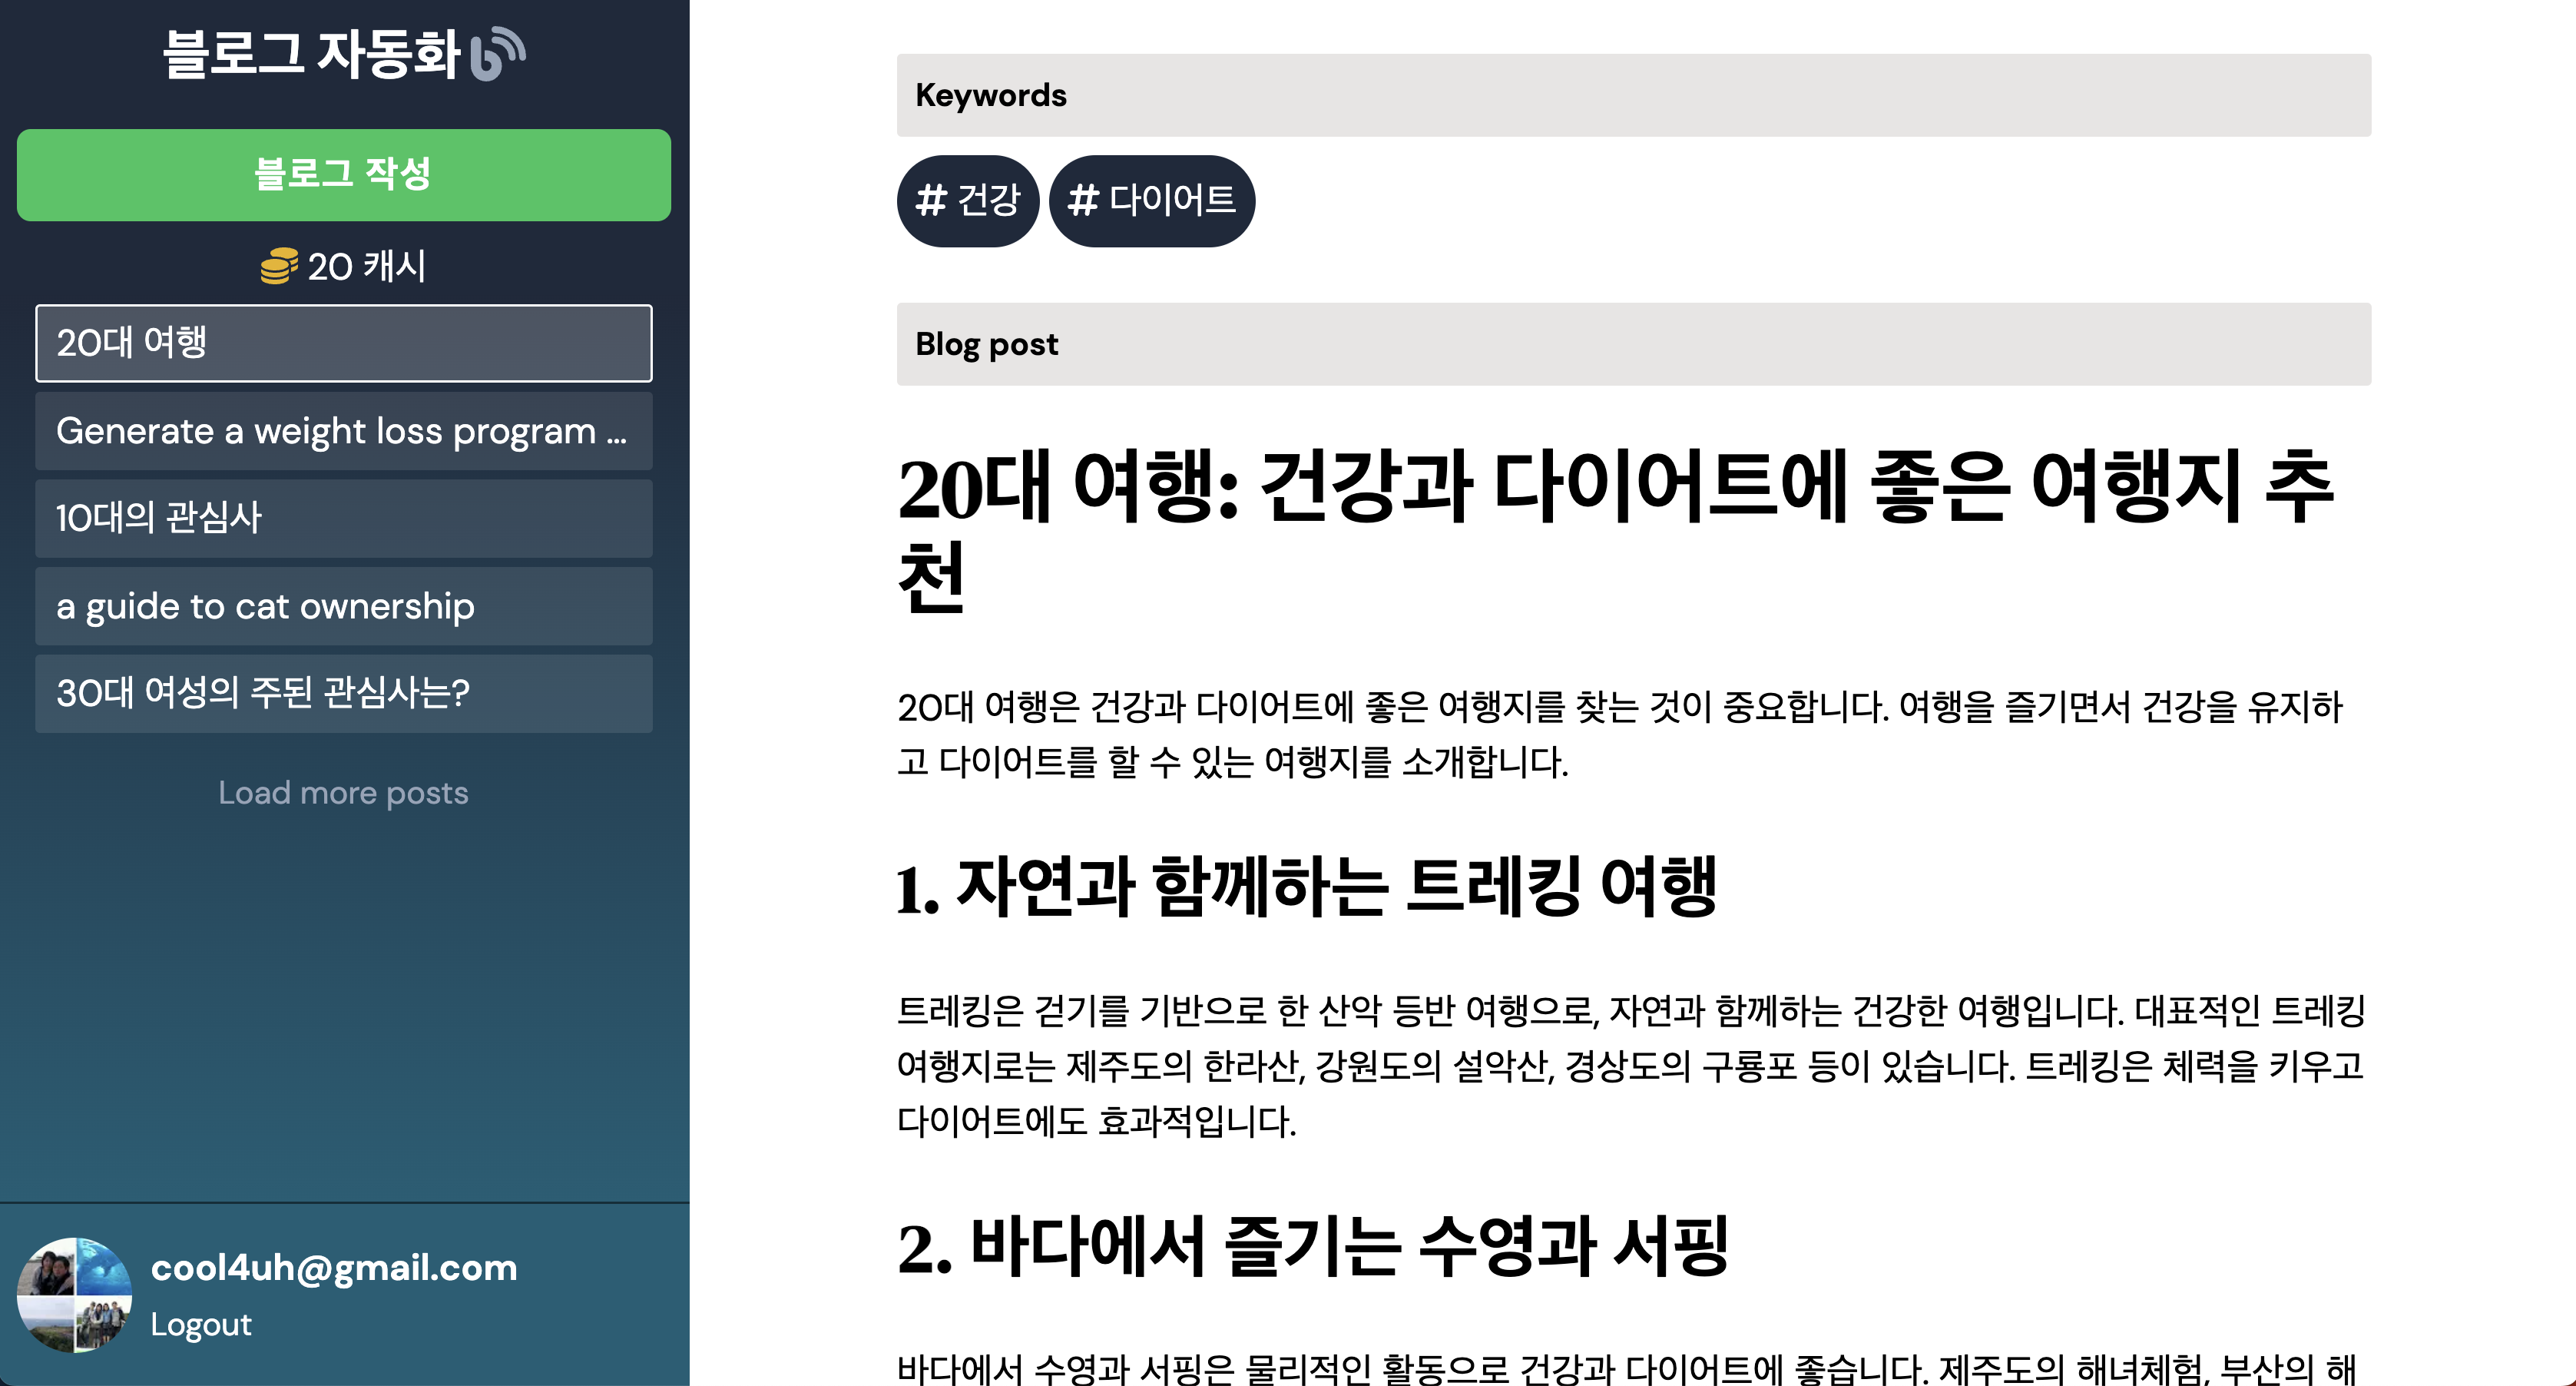 블로그 자동화
블로그 작성
20 캐시
20대 여행
Generate a weight loss program ...
10대의 관심사
a guide to cat ownership
30대 여성의 주된 관심사는?
Load more posts
cool4uh@gmail.com
Logout
Keywords
# 건강 # 다이어트
Blog post
20대 여행: 건강과 다이어트에 좋은 여행지 추
천
20대 여행은 건강과 다이어트에 좋은 여행지를 찾는 것이 중요합니다. 여행을 즐기면서 건강을 유지하
고 다이어트를 할 수 있는 여행지를 소개합니다.
1. 자연과 함께하는 트레킹 여행
트레킹은 걷기를 기반으로 한 산악 등반 여행으로, 자연과 함께하는 건강한 여행입니다. 대표적인 트레킹
여행지로는 제주도의 한라산, 강원도의 설악산, 경상도의 구룡포 등이 있습니다. 트레킹은 체력을 키우고
다이어트에도 효과적입니다.
2. 바다에서 즐기는 수영과 서핑
바다에서 수영과 서핑은 물리적인 활동으로 건강과 다이어트에 좋습니다. 제주도의 해녀체험, 부산의 해